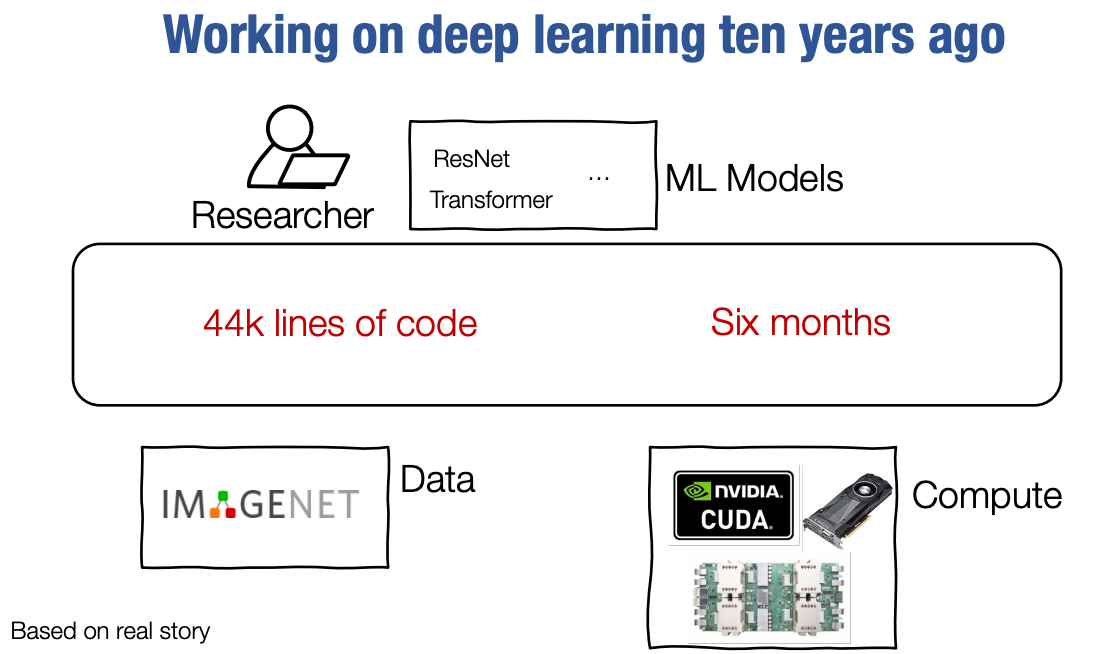 Working on deep learning ten years ago
ResNet
...
Transformer
ML Models
Researcher
44k lines of code
Six months
IMAGENET
Data
NVIDIA.
CUDA.
Compute
Based on real story